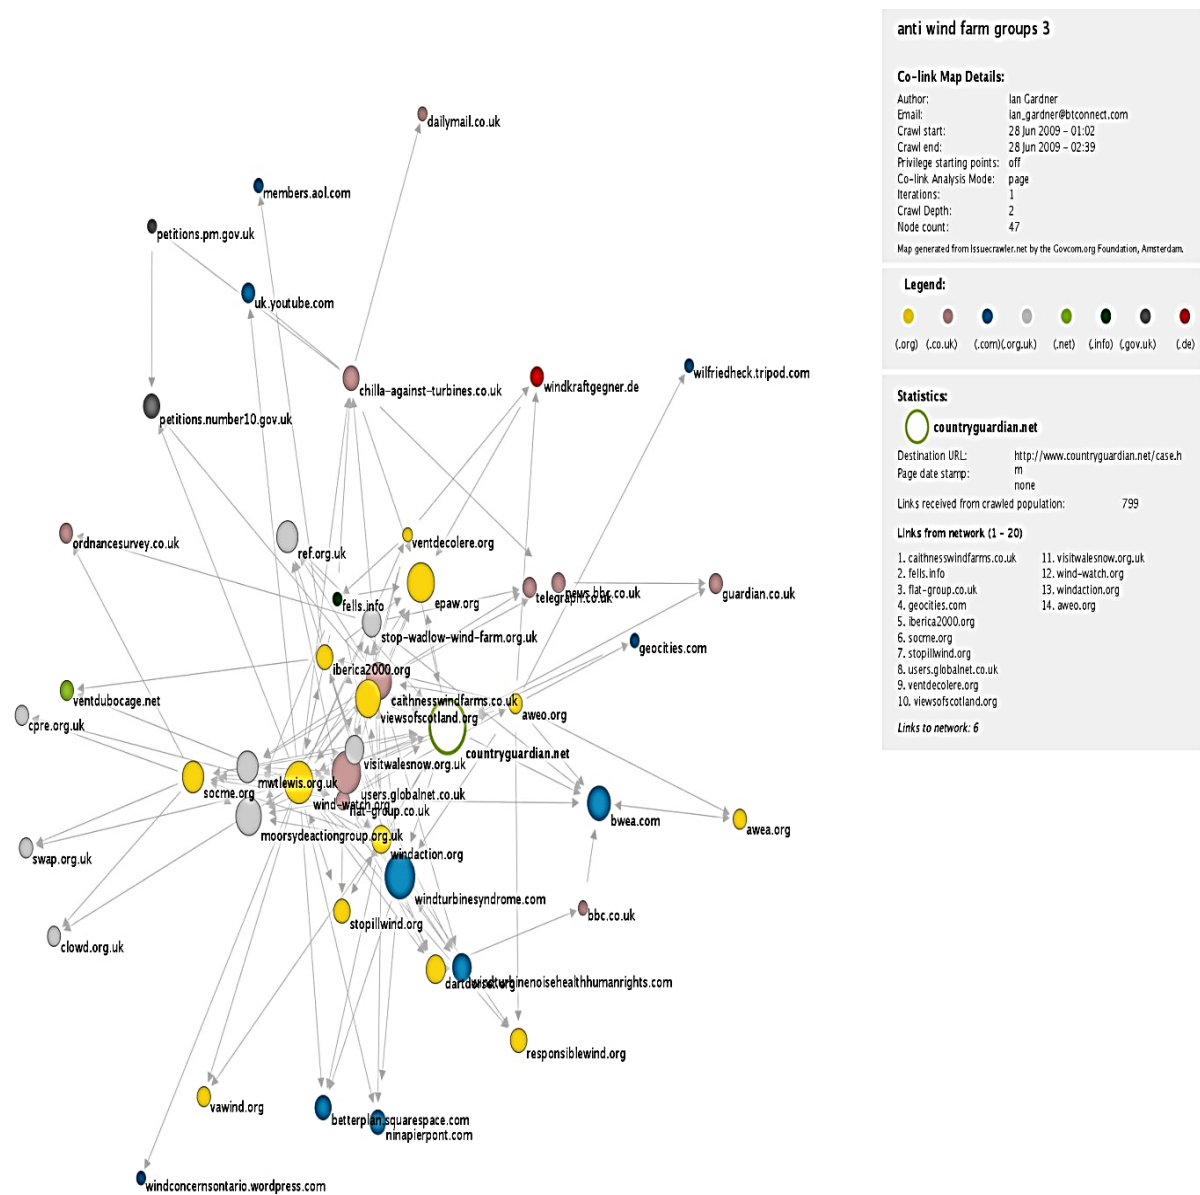 anti wind farm groups 3
Co-link Map Details:
Author: Ian Gardner
Email: ian_gardner@btconnect.com
Crawl start: 28 Jun 2009 - 01:02
Crawl end: 28 Jun 2009 - 02:39
Privilege starting points: off
Co-link Analysis Mode: page
Iterations: 1
Crawl Depth: 2
Node count: 47
Map generated from Issuecrawler.net by the Govcom.org Foundation, Amsterdam.
Legend:
(.org) (.co.uk) (.com) (.org.uk) (.net) (.info) (.gov.uk) (.de)
Statistics:
countryguardian.net
Destination URL: http://www.countryguardian.net/case.h
m
Page date stamp: none
Links received from crawled population: 799
Links from network (1 - 20)
1. caithnesswindfarms.co.uk
2. fells.info
3. flat-group.co.uk
4. geocities.com
5. iberica2000.org
6. socme.org
7. stopillwind.org
8. users.globalnet.co.uk
9. ventdecolere.org
10. viewsofscotland.org
11. visitwalesnow.org.uk
12. wind-watch.org
13. windaction.org
14. aweo.org
Links to network: 6
dailymail.co.uk
members.aol.com
petitions.pm.gov.uk
uk.youtube.com
chilla-against-turbines.co.uk
windkraftgegner.de
wilfriedheck.tripod.com
petitions.number10.gov.uk
ordnancesurvey.co.uk
ref.org.uk
ventdecolere.org
epaw.org
fells.info
telegraph.co.uk
news.bbc.co.uk
guardian.co.uk
stop-wadlow-wind-farm.org.uk
geocities.com
iberica2000.org
ventdubocage.net
caithnesswindfarms.co.uk
viewsofscotland.org
aweo.org
cpre.org.uk
countryguardian.net
visitwalesnow.org.uk
mwtlewis.org.uk
socme.org
users.globalnet.co.uk
wind-watch.org
flat-group.co.uk
bwea.com
awea.org
moorsydeactiongroup.org.uk
windaction.org
swap.org.uk
windturbinesyndrome.com
bbc.co.uk
stopillwind.org
clowd.org.uk
dartdorset.org
windturbinenoisehealthhumanrights.com
responsiblewind.org
vawind.org
betterplan.squarespace.com
ninapierpont.com
windconcernsontario.wordpress.com